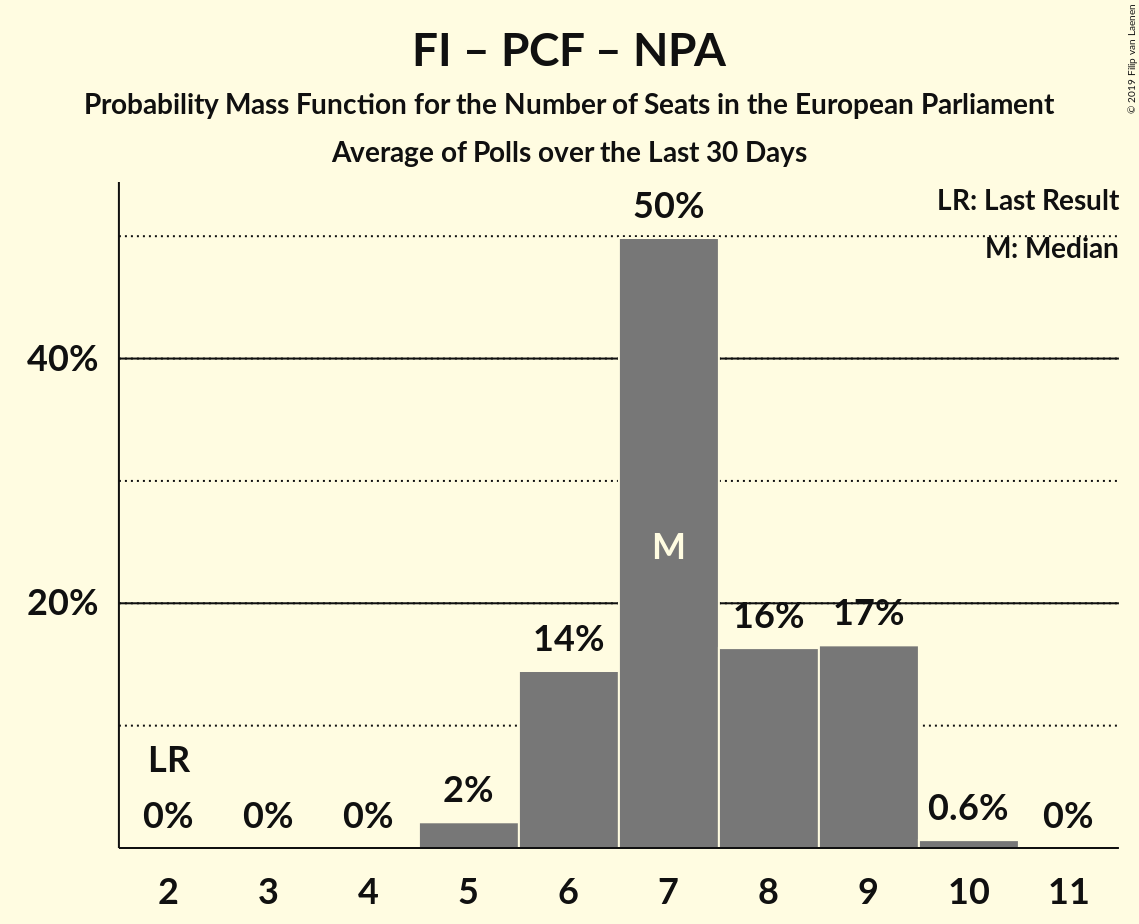 FI – PCF – NPA
Probability Mass Function for the Number of Seats in the European Parliament
Average of Polls over the Last 30 Days
© 2019 Filip van Laenen
LR: Last Result
M: Median
50%
40%
M
20%
14%
16%
17%
LR
0%
0%
0%
2%
0.6%
0%
2
3
4
5
6
7
8
9
10
11